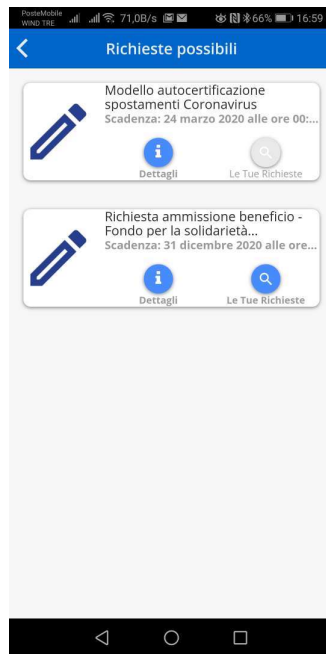 PosteMobile
WIND TRE
71,0B/s
66%
16:59
Richieste possibili
Modello autocertificazione
spostamenti Coronavirus
Scadenza: 24 marzo 2020 alle ore 00:...
Dettagli
Le Tue Richieste
Richiesta ammissione beneficio -
Fondo per la solidarietà...
Scadenza: 31 dicembre 2020 alle ore...
Dettagli
Le Tue Richieste